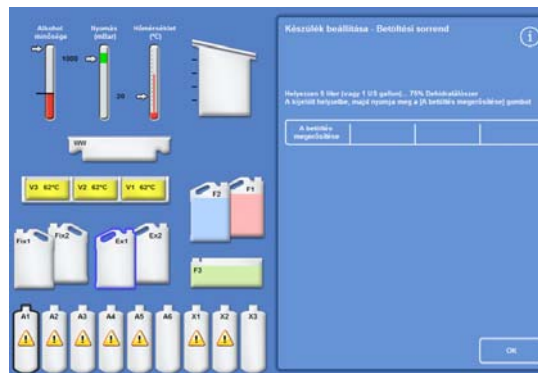 Alkohol minősége
Nyomás (mBar)
Hőmérséklet (°C)
1000
20
WW
V3 62°C
V2 62°C
V1 62°C
F2
F1
Fix1
Fix2
Ex1
Ex2
F3
A1
A2
A3
A4
A5
A6
X1
X2
X3
Készülék beállítása - Betöltési sorrend
Helyezzen 5 liter (vagy 1 US gallon)... 75% Dehidratálószer
A kijelölt helyzetbe, majd nyomja meg a [A betöltés megerősítése] gombot
A betöltés
megerősítése
OK